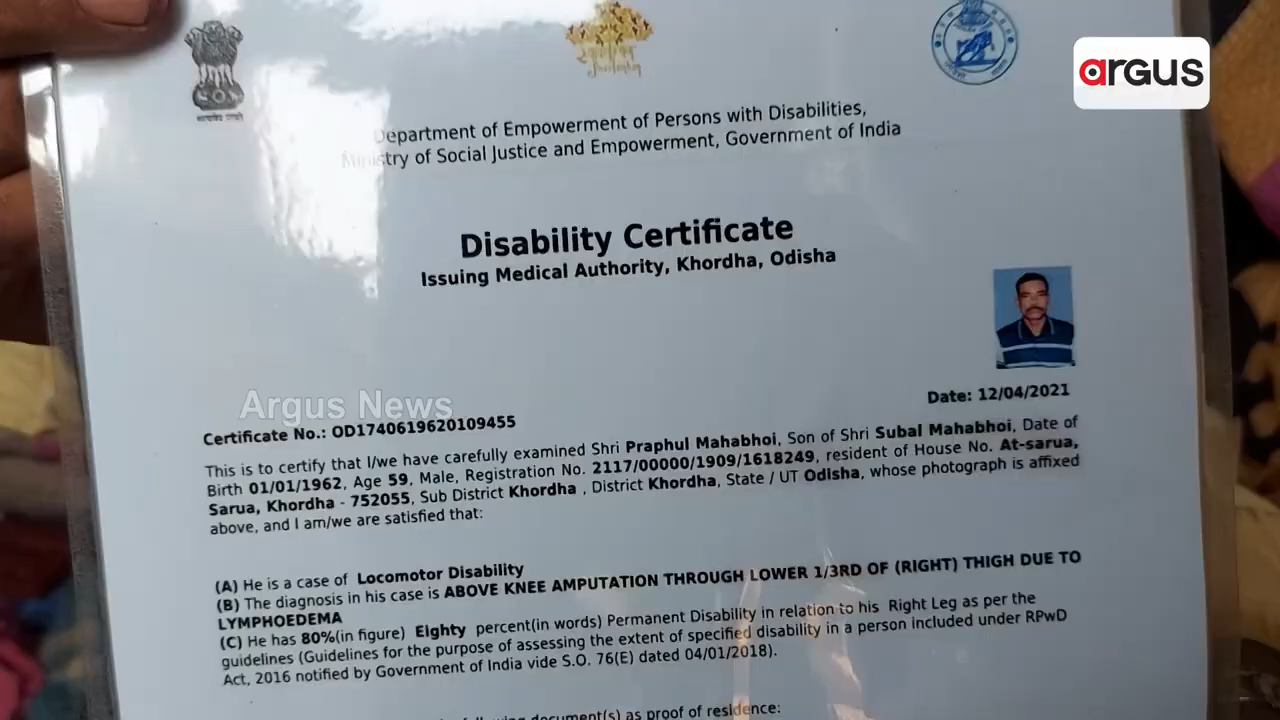 argus
Department of Empowerment of Persons with Disabilities,
Ministry of Social Justice and Empowerment, Government of India
Disability Certificate
Issuing Medical Authority, Khordha, Odisha
Argus News
Date: 12/04/2021
Certificate No.: OD1740619620109455
This is to certify that I/we have carefully examined Shri Praphul Mahabhoi, Son of Shri Subal Mahabhoi, Date of
Birth 01/01/1962, Age 59, Male, Registration No. 2117/00000/1909/1618249, resident of House No. At-sarua,
Sarua, Khordha - 752055, Sub District Khordha , District Khordha, State / UT Odisha, whose photograph is affixed
above, and I am/we are satisfied that:
(A) He is a case of Locomotor Disability
(B) The diagnosis in his case is ABOVE KNEE AMPUTATION THROUGH LOWER 1/3RD OF (RIGHT) THIGH DUE TO
LYMPHOEDEMA
(C) He has 80%(in figure) Eighty percent(in words) Permanent Disability in relation to his Right Leg as per the
guidelines (Guidelines for the purpose of assessing the extent of specified disability in a person included under RPwD
Act, 2016 notified by Government of India vide S.O. 76(E) dated 04/01/2018).
following document(s) as proof of residence: